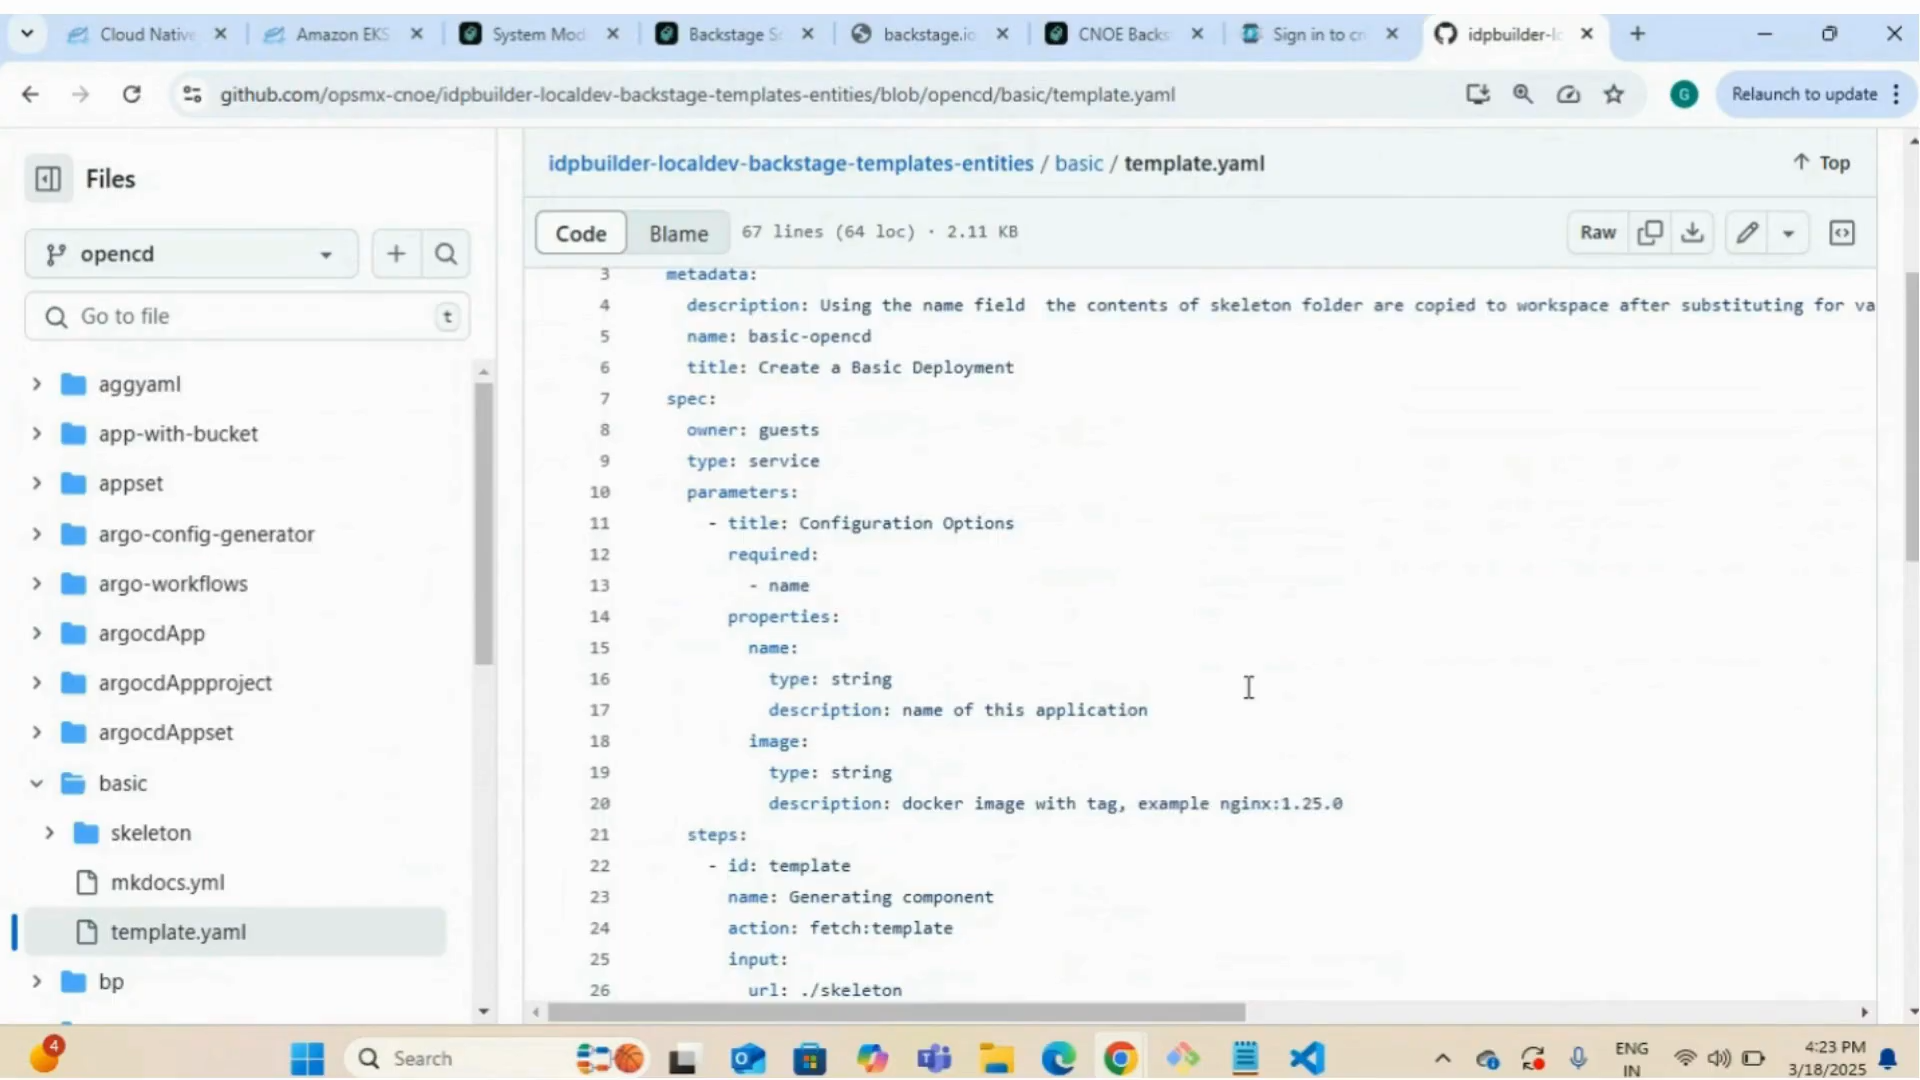 Cloud Native
Amazon EKS
System Mod
Backstage S
backstage.io
CNOE Backs
Sign in to cn
idpbuilder-lo
github.com/opsmx-cnoe/idpbuilder-localdev-backstage-templates-entities/blob/opencd/basic/template.yaml
G
Relaunch to update
Files
opencd
Go to file
t
aggyaml
app-with-bucket
appset
argo-config-generator
argo-workflows
argocdApp
argocdAppproject
argocdAppset
basic
skeleton
mkdocs.yml
template.yaml
bp
idpbuilder-localdev-backstage-templates-entities / basic / template.yaml
Top
Code
Blame
67 lines (64 loc) · 2.11 KB
Raw
3 metadata:
4 description: Using the name field  the contents of skeleton folder are copied to workspace after substituting for va
5 name: basic-opencd
6 title: Create a Basic Deployment
7 spec:
8 owner: guests
9 type: service
10 parameters:
11 - title: Configuration Options
12 required:
13 - name
14 properties:
15 name:
16 type: string
17 description: name of this application
18 image:
19 type: string
20 description: docker image with tag, example nginx:1.25.0
21 steps:
22 - id: template
23 name: Generating component
24 action: fetch:template
25 input:
26 url: ./skeleton
4
Search
ENG
IN
4:23 PM
3/18/2025